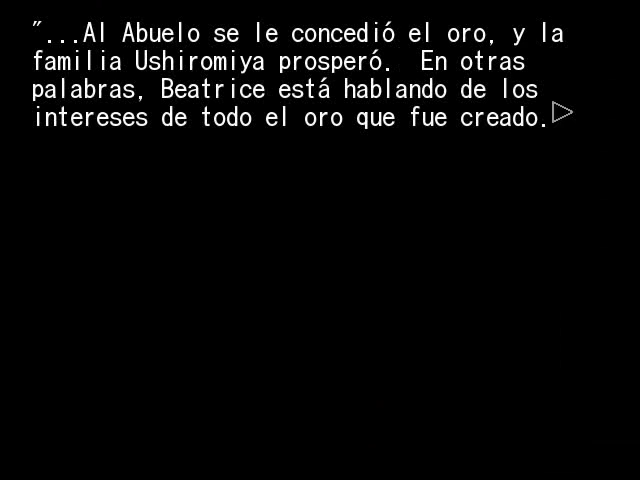 "...Al Abuelo se le concedió el oro, y la
familia Ushiromiya prosperó.  En otras
palabras, Beatrice está hablando de los
intereses de todo el oro que fue creado.